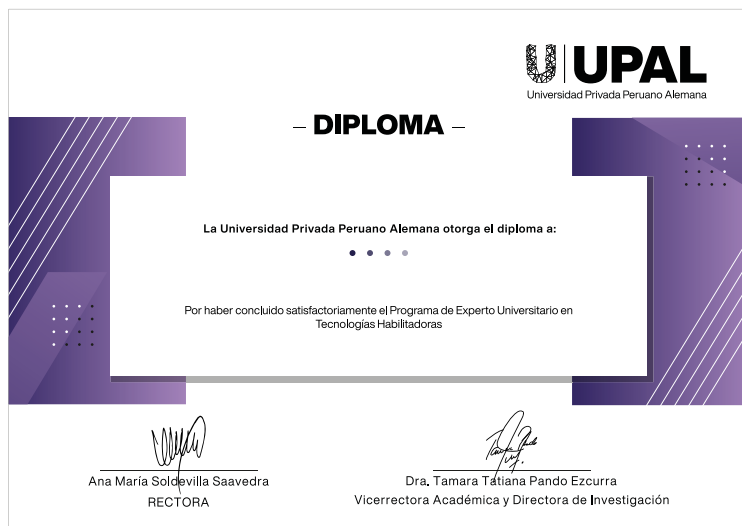 UPAL
Universidad Privada Peruano Alemana
— DIPLOMA —
La Universidad Privada Peruano Alemana otorga el diploma a:
Por haber concluido satisfactoriamente el Programa de Experto Universitario en
Tecnologías Habilitadoras
Ana María Soldevilla Saavedra
RECTORA
Dra. Tamara Tatiana Pando Ezcurra
Vicerrectora Académica y Directora de Investigación